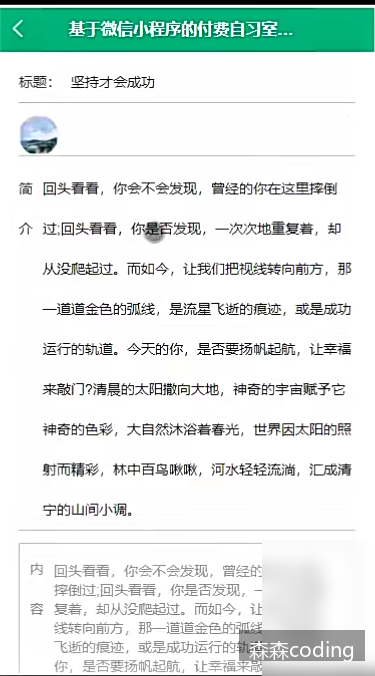 基于微信小程序的付费自习室...
标题： 坚持才会成功
简 回头看看，你会不会发现，曾经的你在这里摔倒
介 过;回头看看，你是否发现，一次次地重复着，却
从没爬起过。而如今，让我们把视线转向前方，那
一道道金色的弧线，是流星飞逝的痕迹，或是成功
运行的轨道。今天的你，是否要扬帆起航，让幸福
来敲门?清晨的太阳撒向大地，神奇的宇宙赋予它
神奇的色彩，大自然沐浴着春光，世界因太阳的照
射而精彩，林中百鸟啾啾，河水轻轻流淌，汇成清
宁的山间小调。
内 回头看看，你会不会发现，曾经的
摔倒过;回头看看，你是否发现，一
容 复着，却从没爬起过。而如今，让
线转向前方，那一道道金色的弧线
飞逝的痕迹，或是成功运行的轨
你，是否要扬帆起航，让幸福来敲
森森coding